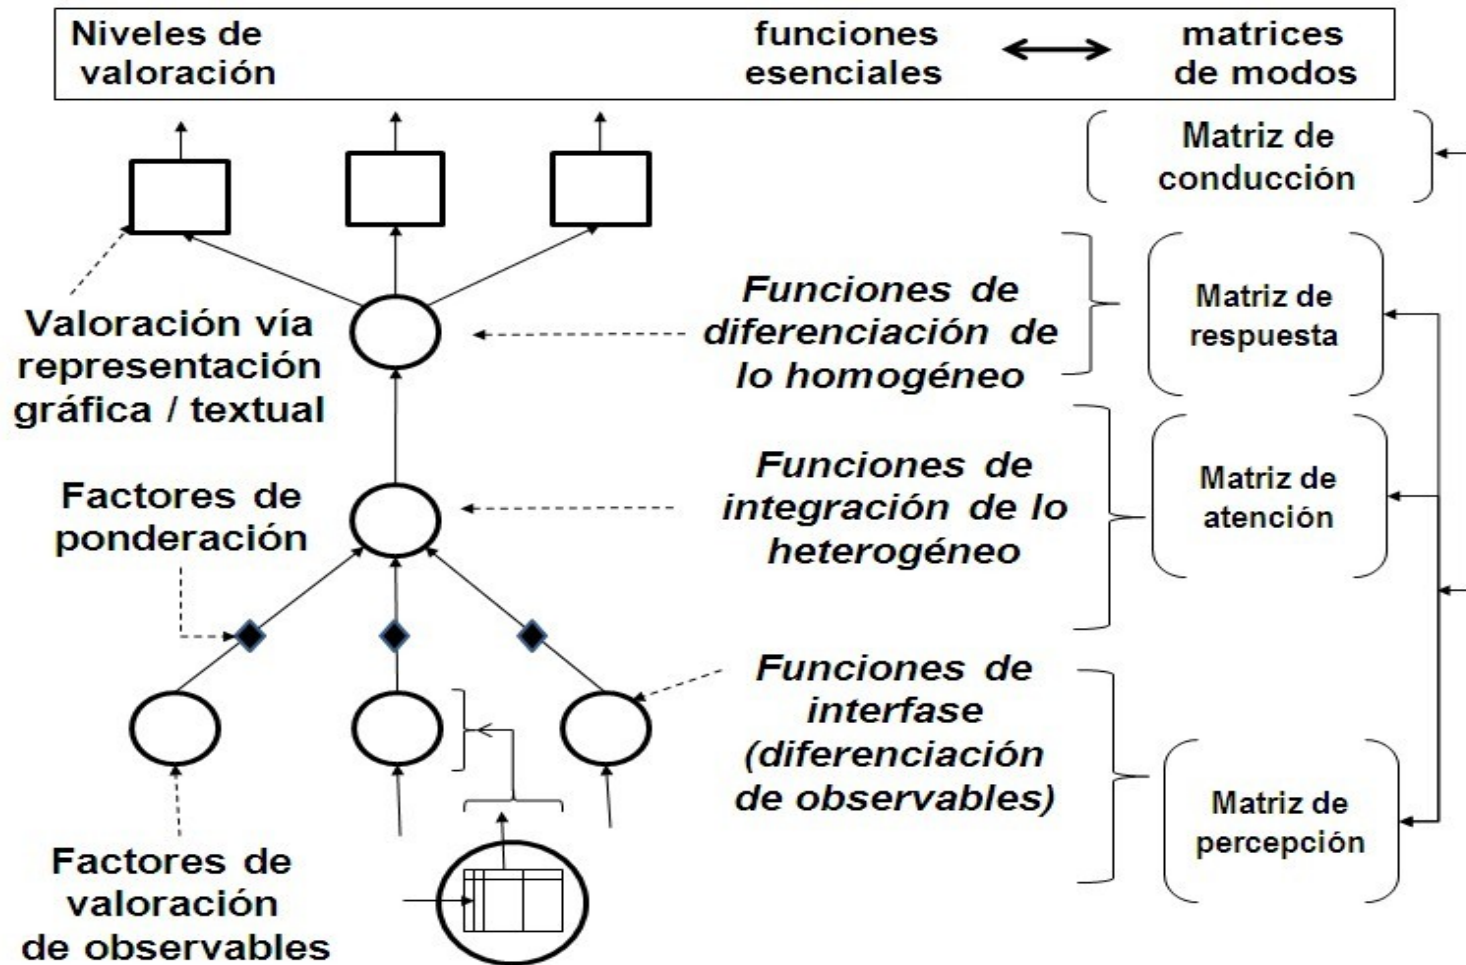 Niveles de
valoración
funciones
esenciales
matrices
de modos
Matriz de
conducción
Valoración vía
representación
gráfica / textual
Funciones de
diferenciación de
lo homogéneo
Matriz de
respuesta
Factores de
ponderación
Funciones de
integración de lo
heterogéneo
Matriz de
atención
Factores de
valoración
de observables
Funciones de
interfase
(diferenciación
de observables)
Matriz de
percepción